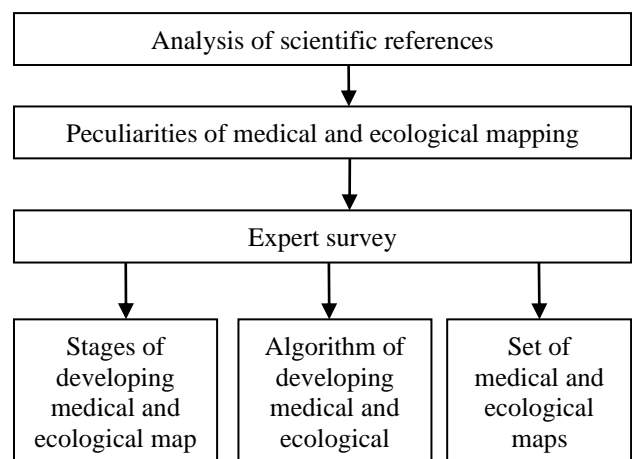 Analysis of scientific references
Peculiarities of medical and ecological mapping
Expert survey
Stages of
developing
medical and
ecological map
Algorithm of
developing
medical and
ecological
Set of
medical and
ecological
maps